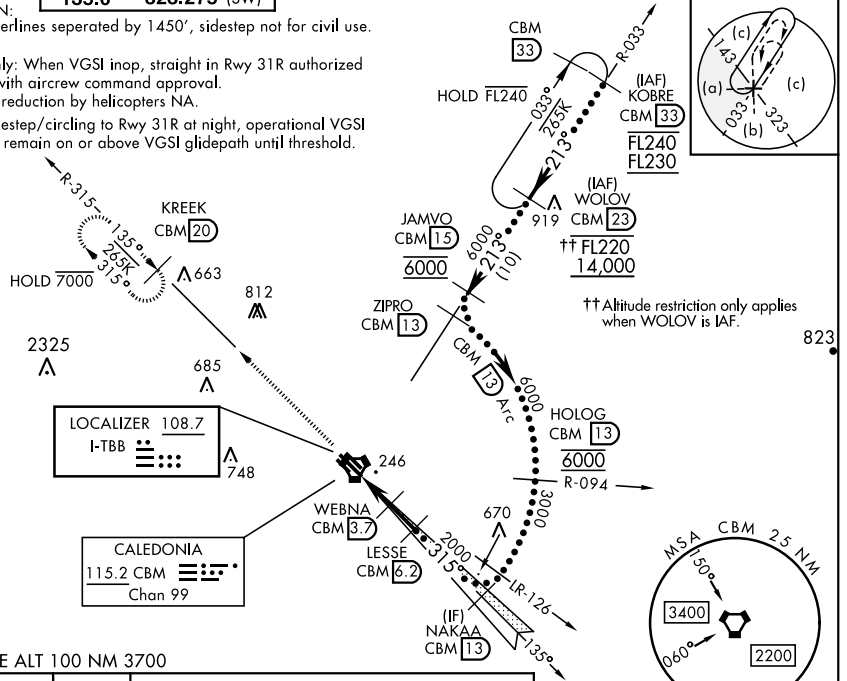 135.6 828.275 (SW)
N:
erlines seperated by 1450', sidestep not for civil use.
nly: When VGSI inop, straight in Rwy 31R authorized
with aircrew command approval.
reduction by helicopters NA.
estep/circling to Rwy 31R at night, operational VGSI
remain on or above VGSI glidepath until threshold.
CBM
33
R-033
HOLD FL240
033°
265K
213°
(IAF)
KOBRE
CBM 33
FL240
FL230
(c)
143
(a)
(c)
033
323
(b)
R-315
KREEK
CBM 20
135°
265K
315°
HOLD 7000
663
812
2325
685
748
(IAF)
WOLOV
CBM 23
†† FL220
14,000
919
JAMVO
CBM 15
6000
6000
213°
(10)
ZIPRO
CBM 13
††Altitude restriction only applies
when WOLOV is IAF.
823
CBM 13 Arc
6000
HOLOG
CBM 13
6000
R-094
3000
LOCALIZER 108.7
I-TBB
246
WEBNA
CBM 3.7
LESSE
CBM 6.2
2000
315°
670
LR-126
(IF)
NAKAA
CBM 13
135°
CALEDONIA
115.2 CBM
Chan 99
MSA CBM 25 NM
150°
3400
060°
2200
E ALT 100 NM 3700